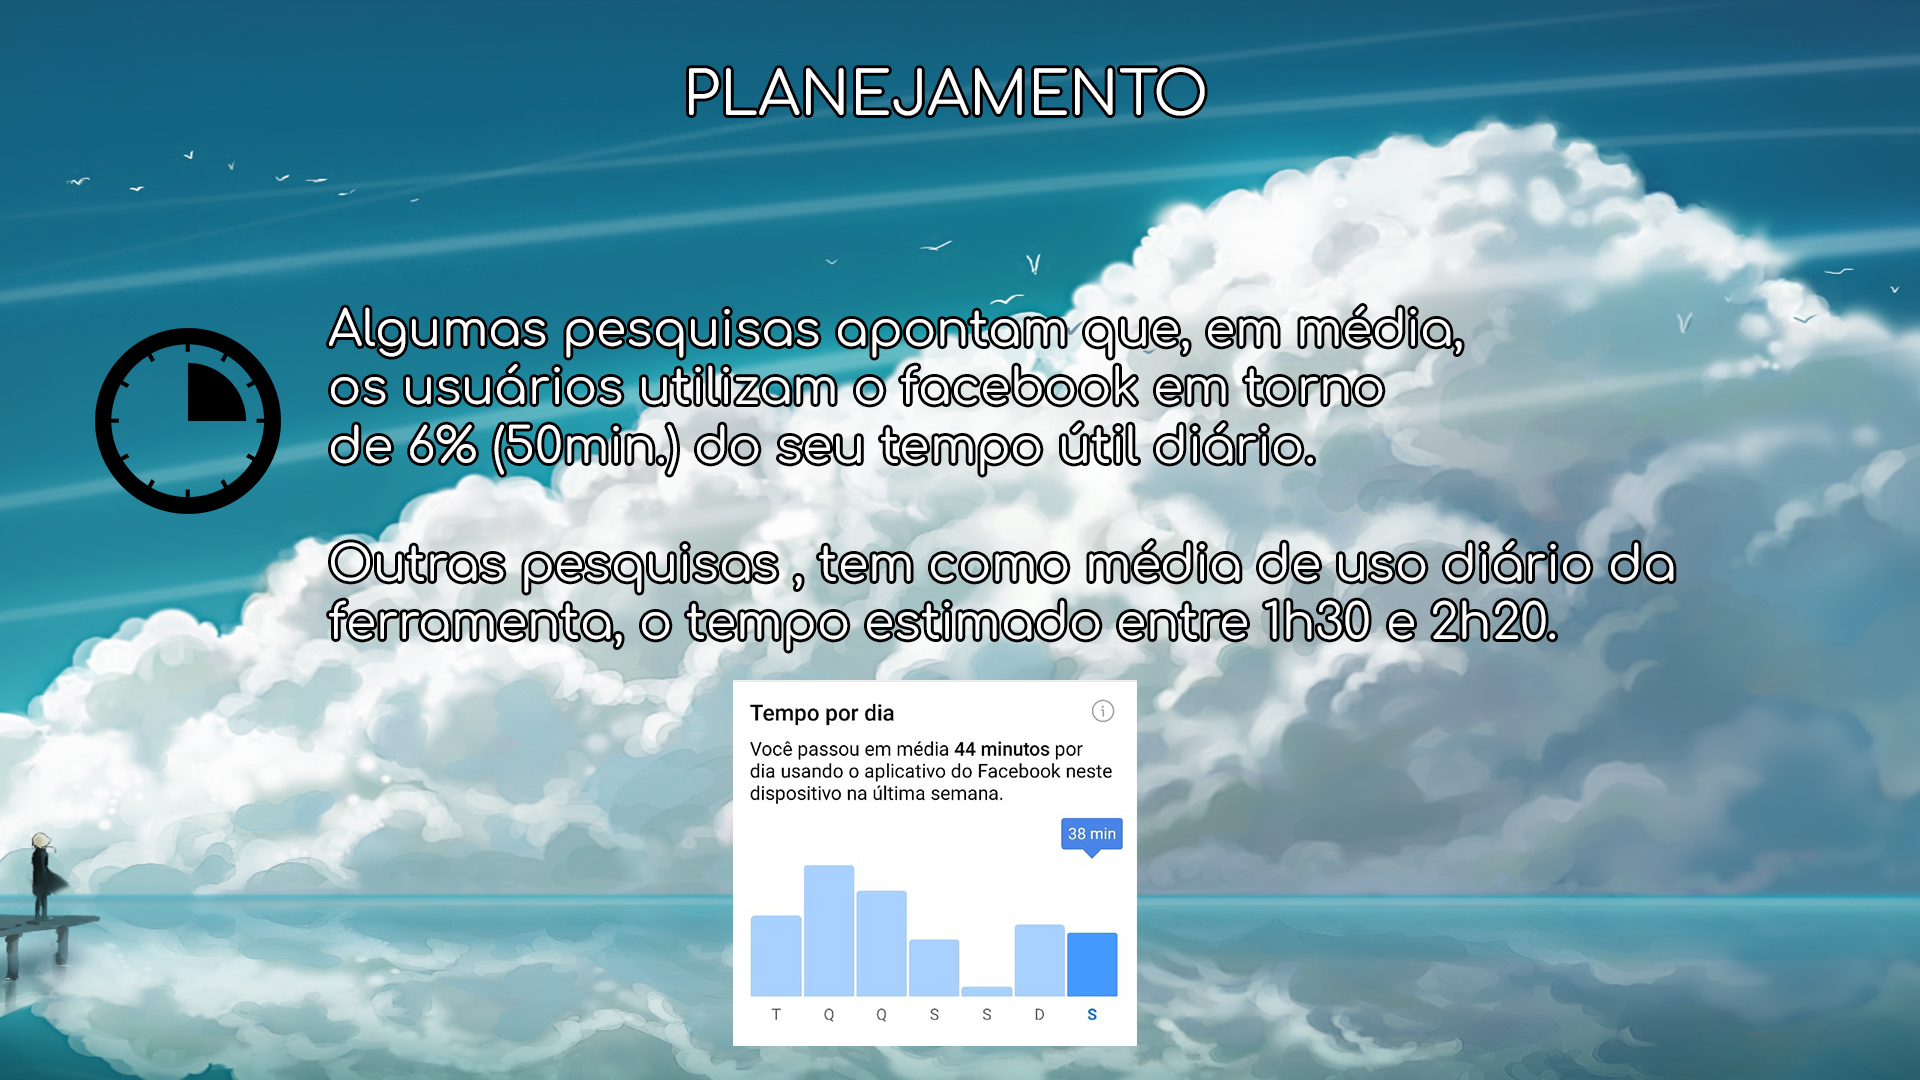 PLANEJAMENTO
Algumas pesquisas apontam que, em média,
os usuários utilizam o facebook em torno
de 6% (50min.) do seu tempo útil diário.
Outras pesquisas , tem como média de uso diário da
ferramenta, o tempo estimado entre 1h30 e 2h20.
Tempo por dia
Você passou em média 44 minutos por
dia usando o aplicativo do Facebook neste
dispositivo na última semana.
38 min
T Q Q S S D S